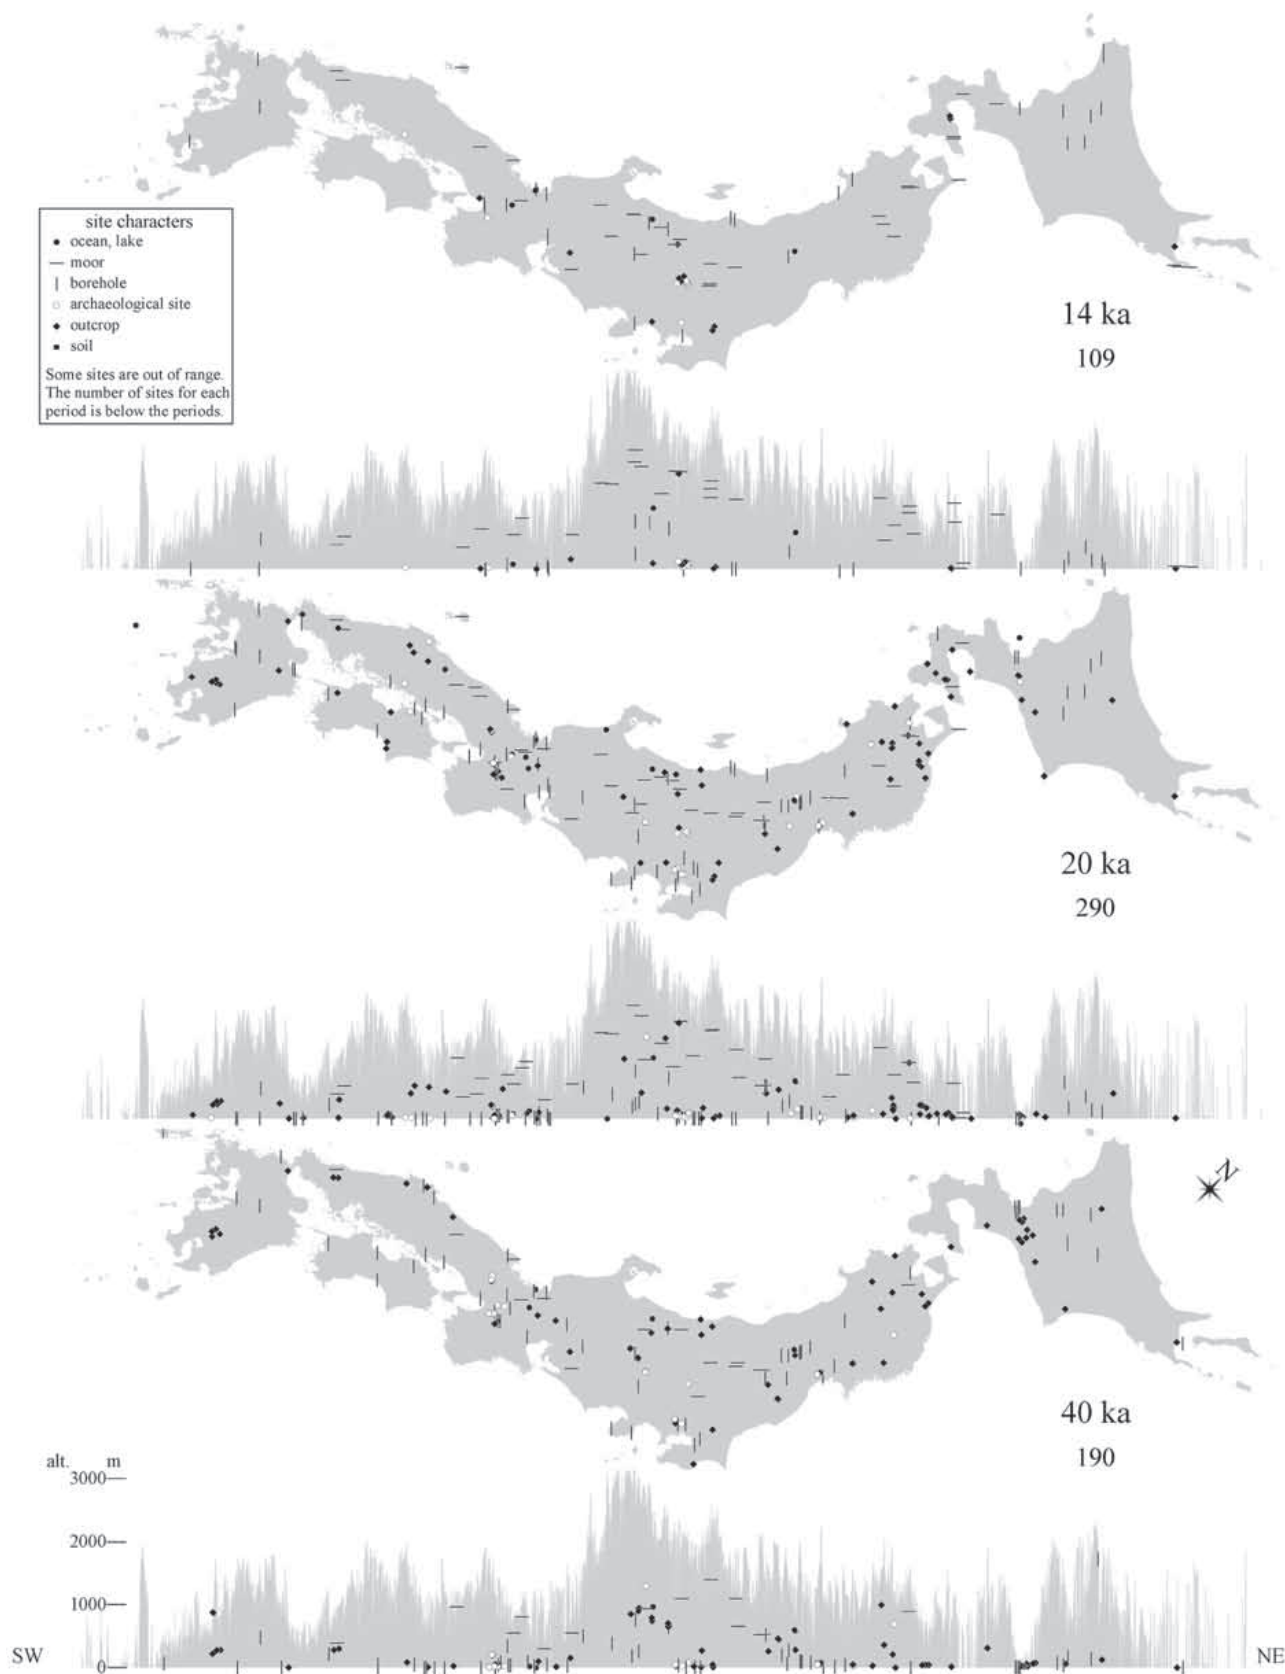 site characters
ocean, lake
moor
borehole
archaeological site
outcrop
soil
Some sites are out of range.
The number of sites for each
period is below the periods.
14 ka
109
20 ka
290
N
40 ka
190
alt. m
3000
2000
1000
SW
0
NE